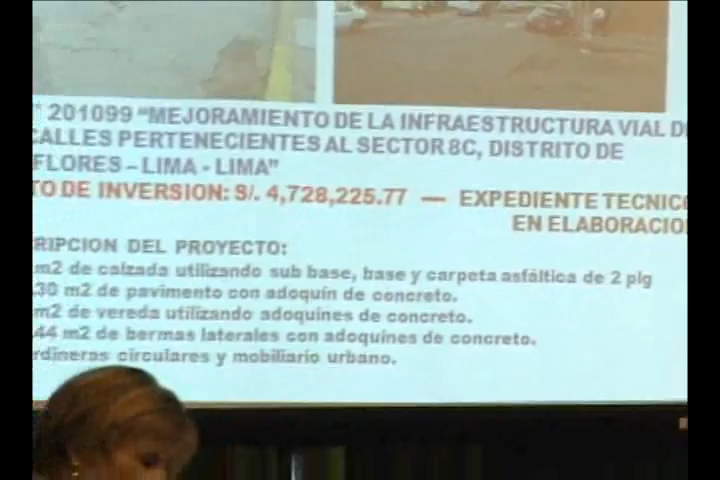 ° 201099 “MEJORAMIENTO DE LA INFRAESTRUCTURA VIAL DE
CALLES PERTENECIENTES AL SECTOR 8C, DISTRITO DE
FLORES – LIMA - LIMA”
TO DE INVERSION: S/. 4,728,225.77 — EXPEDIENTE TECNICO
EN ELABORACIO
RIPCION DEL PROYECTO:
m2 de calzada utilizando sub base, base y carpeta asfáltica de 2 plg
.30 m2 de pavimento con adoquín de concreto.
m2 de vereda utilizando adoquines de concreto.
.44 m2 de bermas laterales con adoquines de concreto.
rdineras circulares y mobiliario urbano.